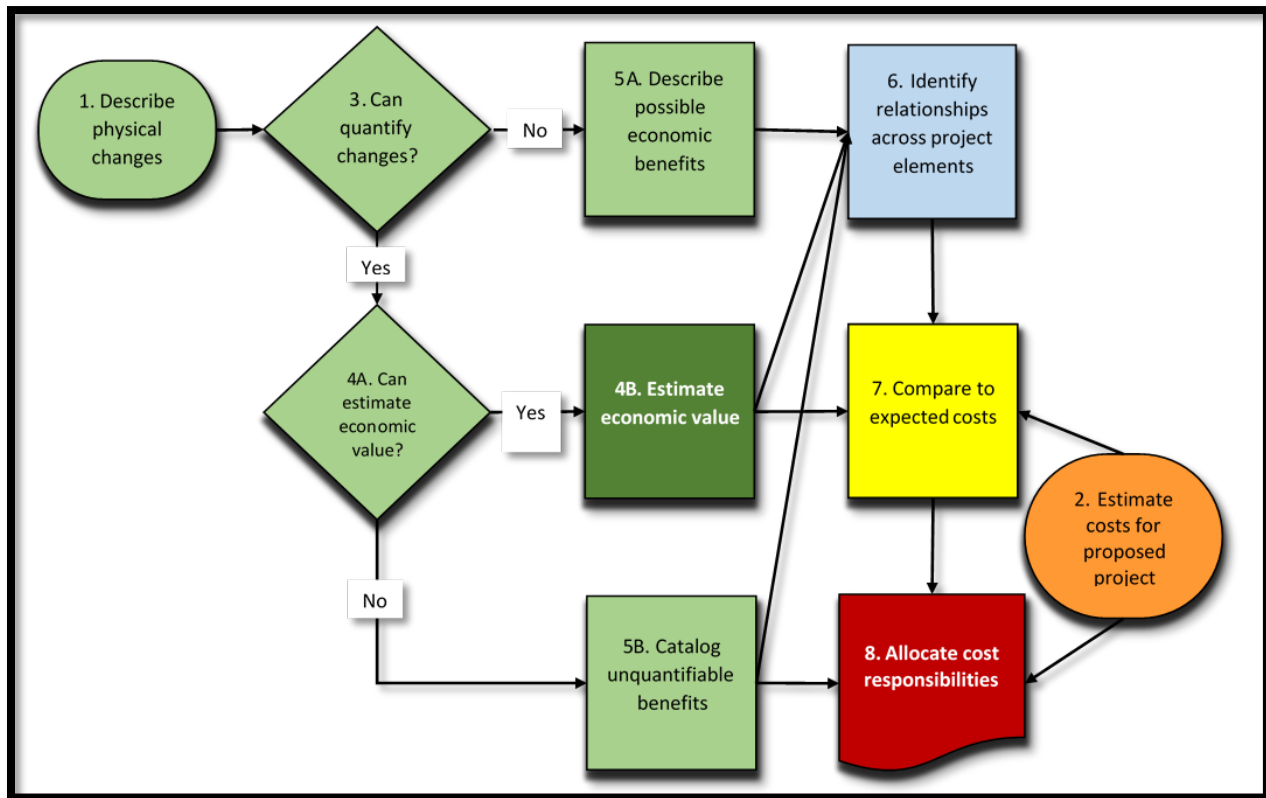 1. Describe
physical
changes
3. Can
quantify
changes?
No
5A. Describe
possible
economic
benefits
6. Identify
relationships
across project
elements
Yes
4A. Can
estimate
economic
value?
Yes
4B. Estimate
economic value
7. Compare to
expected costs
2. Estimate
costs for
proposed
project
No
5B. Catalog
unquantifiable
benefits
8. Allocate cost
responsibilities